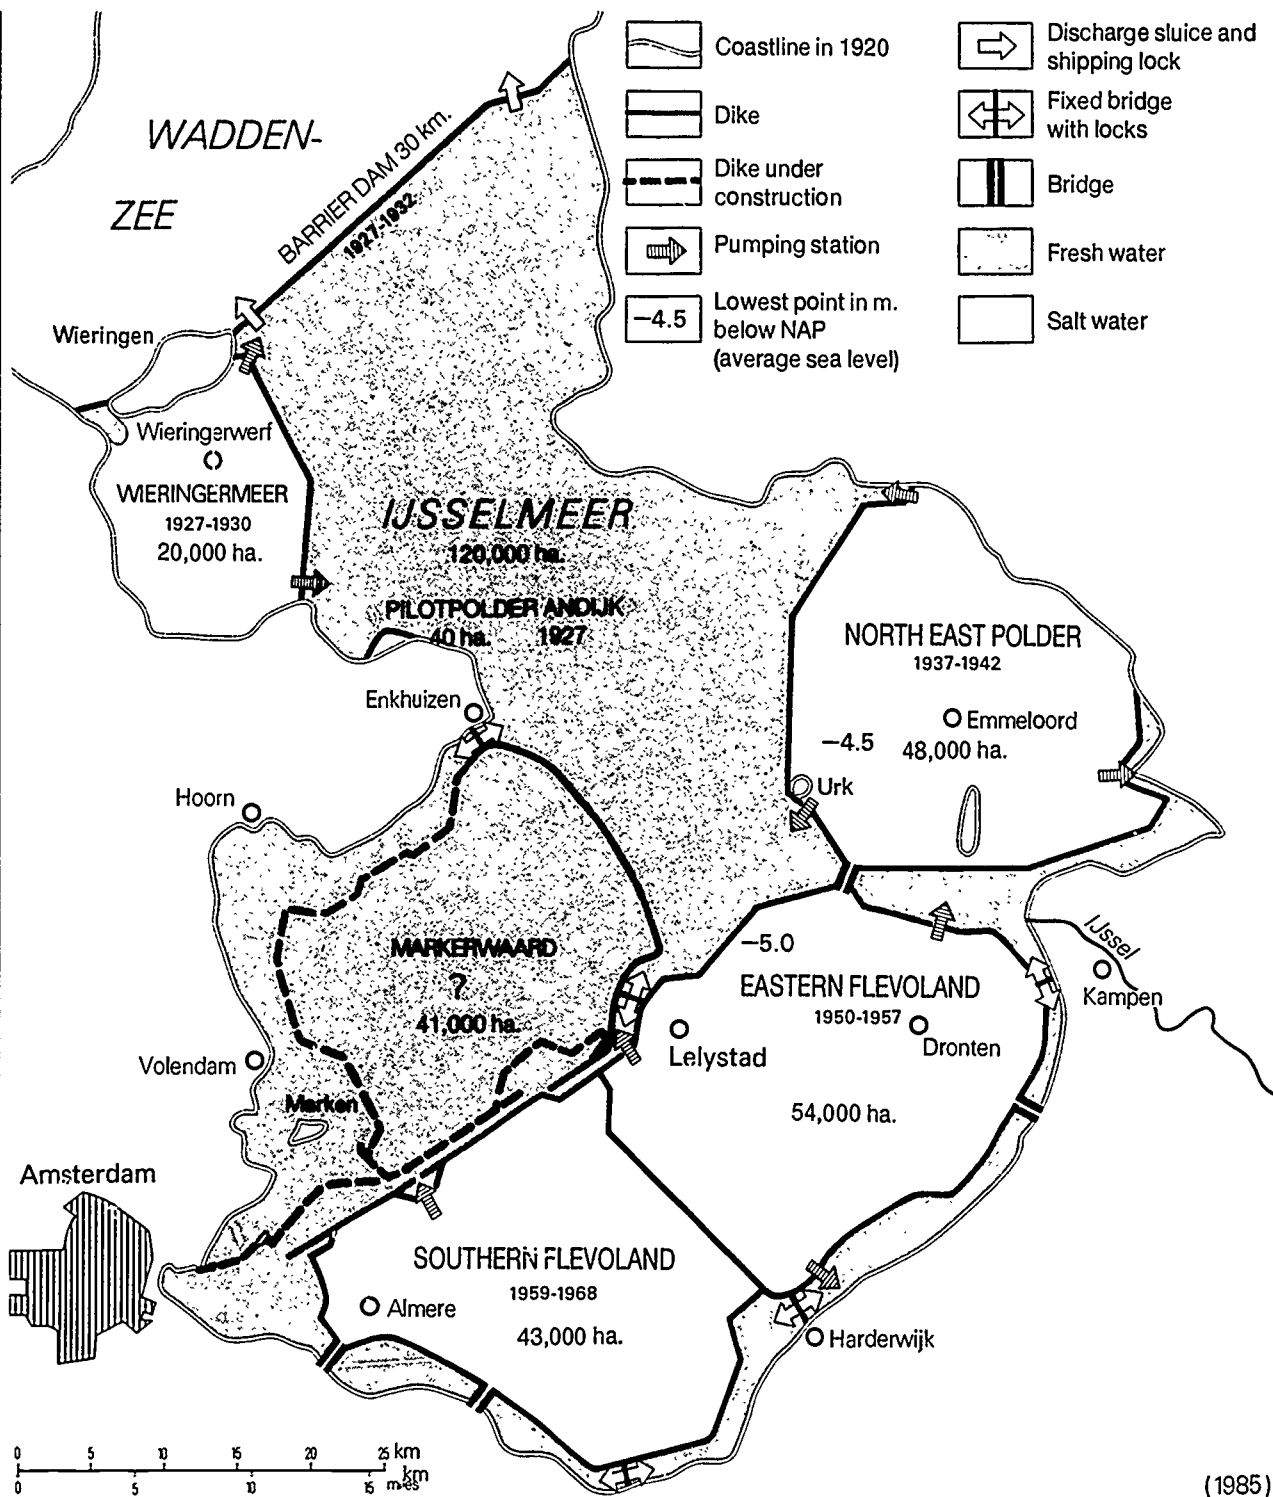 Coastline in 1920
Dike
Dike under
construction
Pumping station
-4.5
Lowest point in m.
below NAP
(average sea level)
Discharge sluice and
shipping lock
Fixed bridge
with locks
Bridge
Fresh water
Salt water
WADDEN-
ZEE
BARRIER DAM 30 km.
1927-1932
Wieringen
Wieringerwerf
WIERINGERMEER
1927-1930
20,000 ha.
IJSSELMEER
120,000 ha.
PILOTPOLDER ANDIJK
40 ha. 1927
Enkhuizen
NORTH EAST POLDER
1937-1942
Emmeloord
-4.5
48,000 ha.
Urk
Hoorn
MARKERWAARD
?
41,000 ha.
-5.0
EASTERN FLEVOLAND
1950-1957
IJssel
Kampen
Lelystad
Dronten
54,000 ha.
Volendam
Marken
Amsterdam
SOUTHERN FLEVOLAND
1959-1968
43,000 ha.
Almere
Harderwijk
0 5 10 15 20 25 km
0 5 10 15 miles
km
(1985)